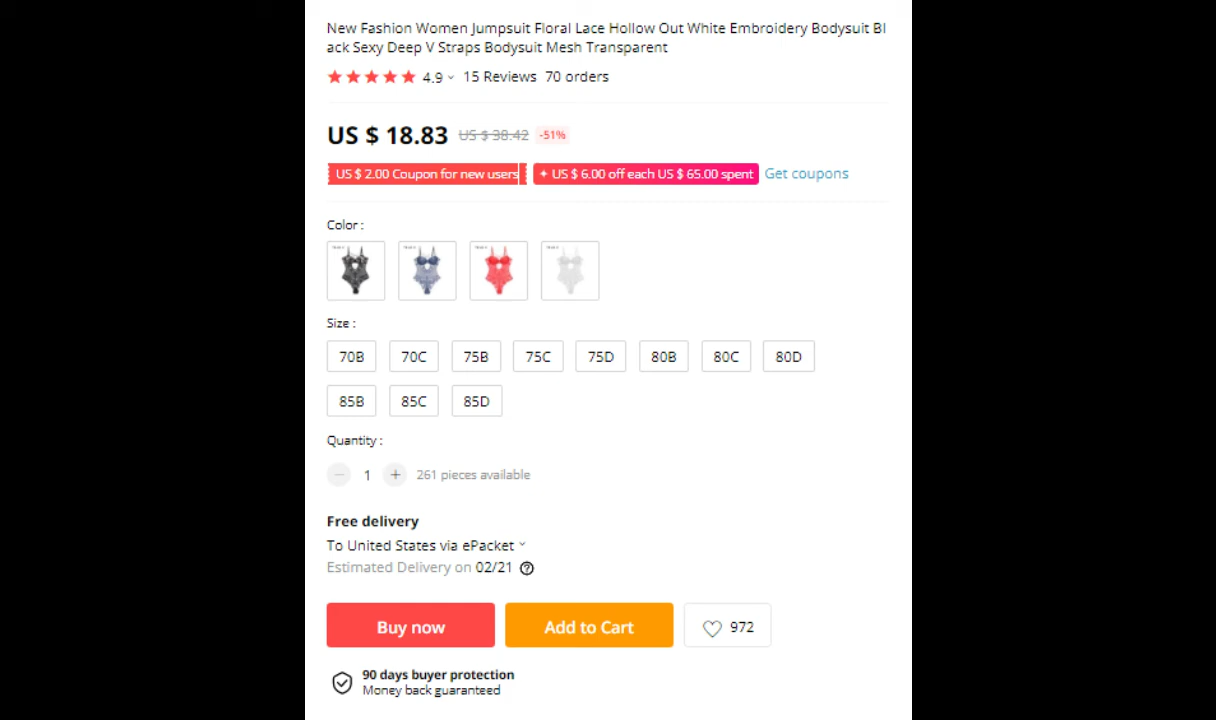 New Fashion Women Jumpsuit Floral Lace Hollow Out White Embroidery Bodysuit Bl
ack Sexy Deep V Straps Bodysuit Mesh Transparent
4.9 15 Reviews 70 orders
US $ 18.83 US $ 38.42 -51%
US $ 2.00 Coupon for new users ✦ US $ 6.00 off each US $ 65.00 spent Get coupons
Color :
Size :
70B 70C 75B 75C 75D 80B 80C 80D
85B 85C 85D
Quantity :
− 1 + 261 pieces available
Free delivery
To United States via ePacket
Estimated Delivery on 02/21 ?
Buy now Add to Cart 972
90 days buyer protection
Money back guaranteed